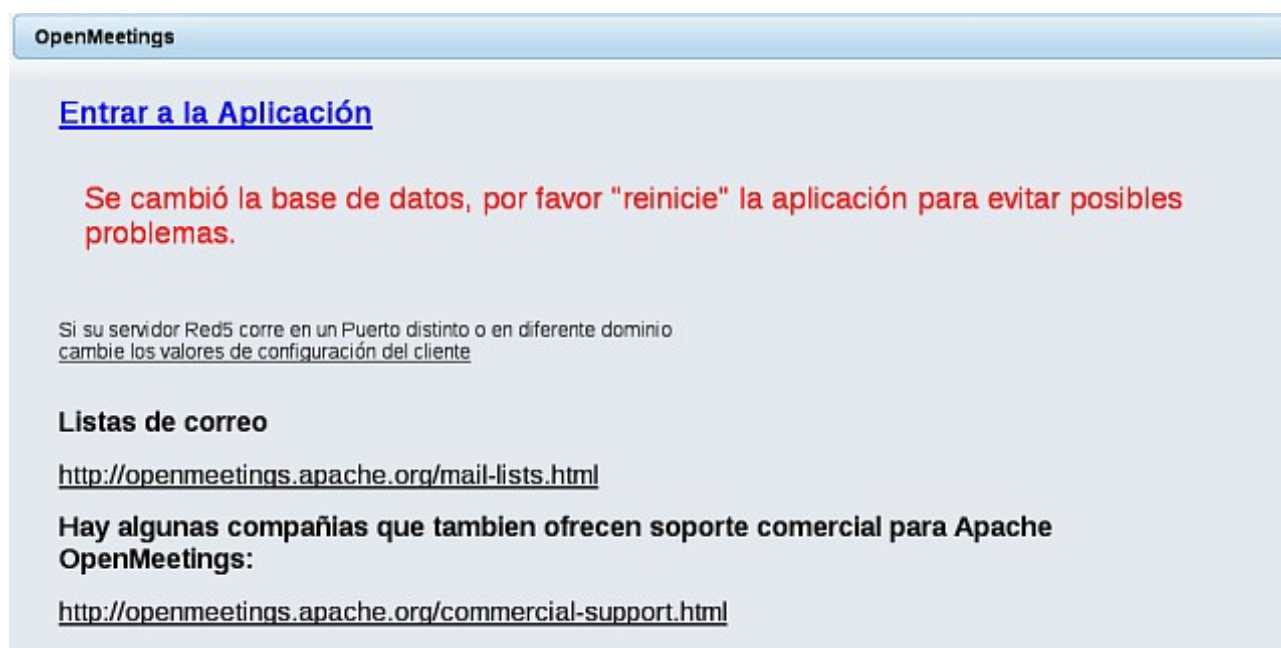 OpenMeetings
Entrar a la Aplicación
Se cambió la base de datos, por favor "reinicie" la aplicación para evitar posibles
problemas.
Si su servidor Red5 corre en un Puerto distinto o en diferente dominio
cambie los valores de configuración del cliente
Listas de correo
http://openmeetings.apache.org/mail-lists.html
Hay algunas compañias que tambien ofrecen soporte comercial para Apache
OpenMeetings:
http://openmeetings.apache.org/commercial-support.html